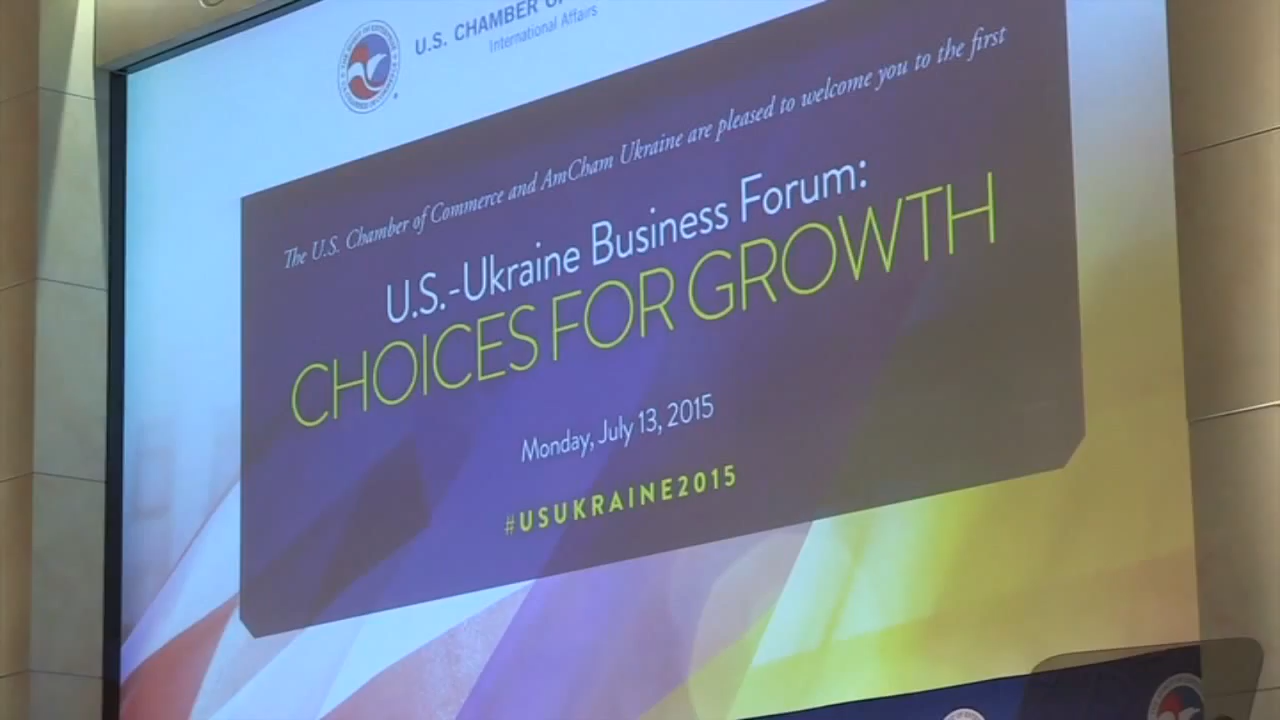 U.S. CHAMBER
International Affairs
The U.S. Chamber of Commerce and AmCham Ukraine are pleased to welcome you to the first
U.S.-Ukraine Business Forum:
CHOICES FOR GROWTH
Monday, July 13, 2015
#USUKRAINE2015